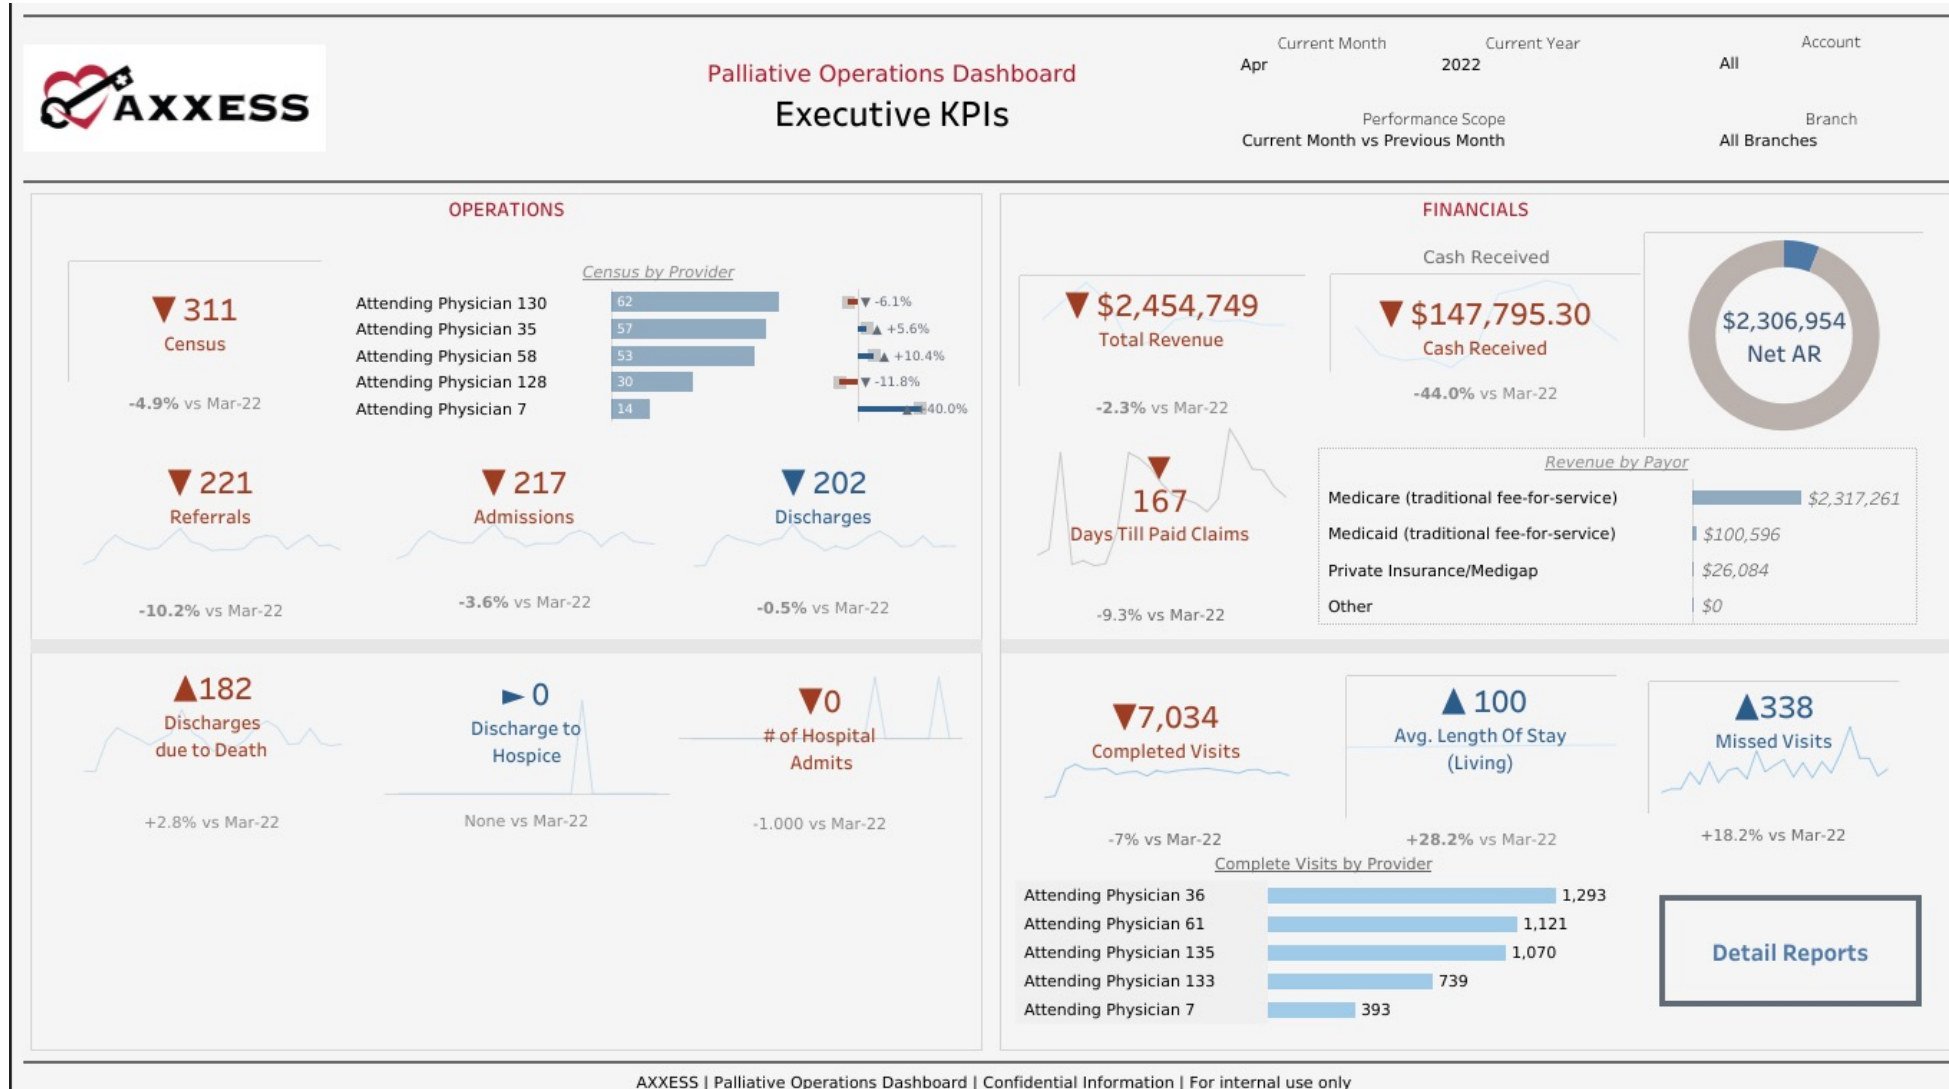 AXXESS
Palliative Operations Dashboard
Executive KPIs
Current Month
Apr
Current Year
2022
Account
All
Performance Scope
Current Month vs Previous Month
Branch
All Branches
OPERATIONS
▼ 311
Census
-4.9% vs Mar-22
Census by Provider
Attending Physician 130 62 ▼ -6.1%
Attending Physician 35 57 ▲ +5.6%
Attending Physician 58 53 ▲ +10.4%
Attending Physician 128 30 ▼ -11.8%
Attending Physician 7 14 ▲ 40.0%
▼ 221
Referrals
-10.2% vs Mar-22
▼ 217
Admissions
-3.6% vs Mar-22
▼ 202
Discharges
-0.5% vs Mar-22
▲182
Discharges
due to Death
+2.8% vs Mar-22
► 0
Discharge to
Hospice
None vs Mar-22
▼0
# of Hospital
Admits
-1.000 vs Mar-22
FINANCIALS
▼ $2,454,749
Total Revenue
-2.3% vs Mar-22
Cash Received
▼ $147,795.30
Cash Received
-44.0% vs Mar-22
$2,306,954
Net AR
▼
167
Days Till Paid Claims
-9.3% vs Mar-22
Revenue by Payor
Medicare (traditional fee-for-service) $2,317,261
Medicaid (traditional fee-for-service) $100,596
Private Insurance/Medigap $26,084
Other $0
▼7,034
Completed Visits
-7% vs Mar-22
▲ 100
Avg. Length Of Stay
(Living)
+28.2% vs Mar-22
▲338
Missed Visits
+18.2% vs Mar-22
Complete Visits by Provider
Attending Physician 36 1,293
Attending Physician 61 1,121
Attending Physician 135 1,070
Attending Physician 133 739
Attending Physician 7 393
Detail Reports
AXXESS | Palliative Operations Dashboard | Confidential Information | For internal use only